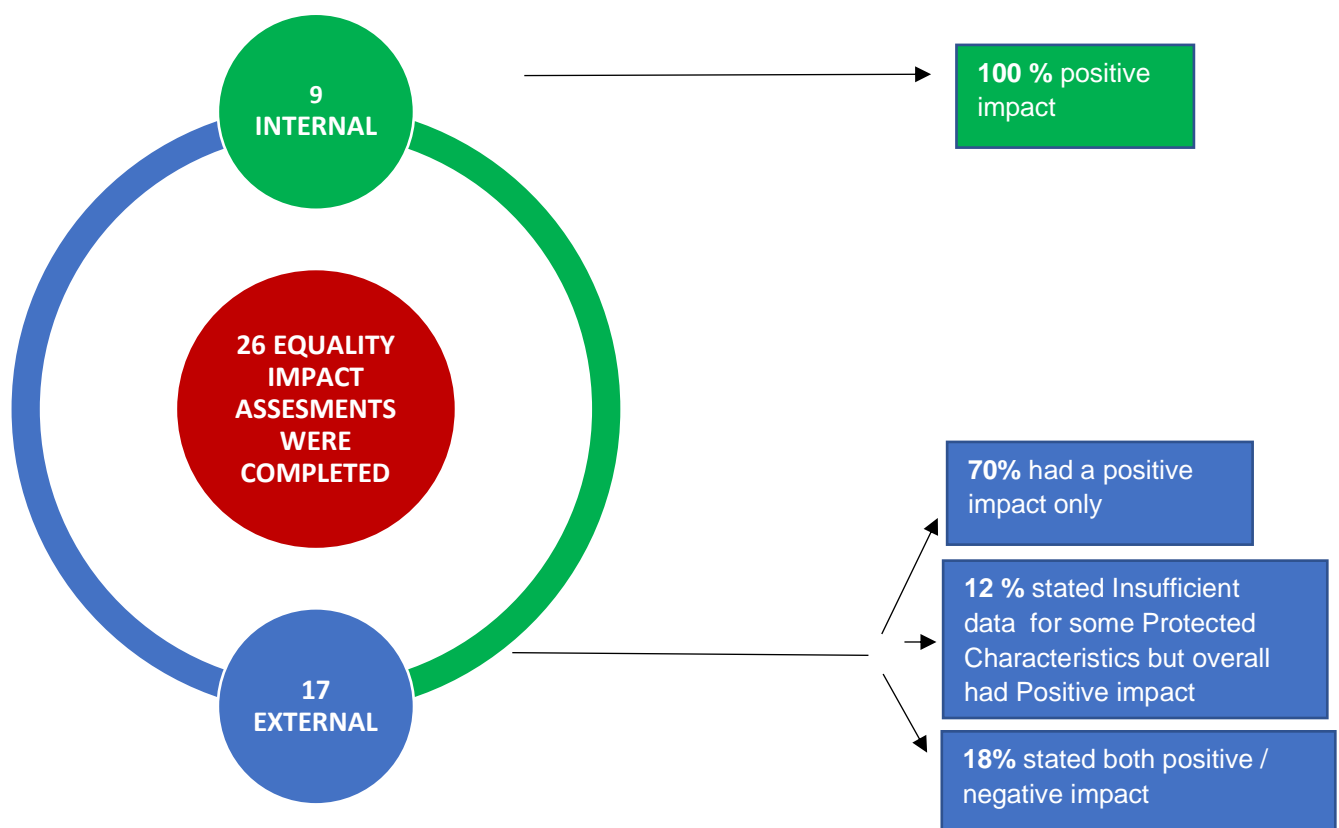 9
INTERNAL
100 % positive
impact
26 EQUALITY
IMPACT
ASSESMENTS
WERE
COMPLETED
17
EXTERNAL
70% had a positive
impact only
12 % stated Insufficient
data  for some Protected
Characteristics but overall
had Positive impact
18% stated both positive /
negative impact